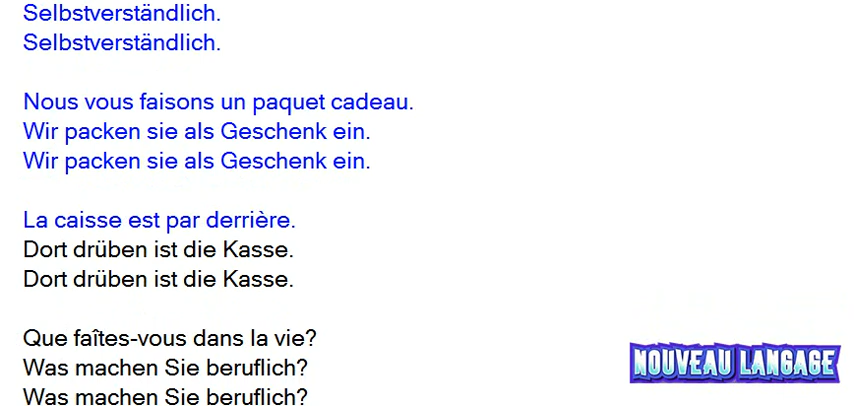 Selbstverständlich.
Selbstverständlich.
Nous vous faisons un paquet cadeau.
Wir packen sie als Geschenk ein.
Wir packen sie als Geschenk ein.
La caisse est par derrière.
Dort drüben ist die Kasse.
Dort drüben ist die Kasse.
Que faîtes-vous dans la vie?
Was machen Sie beruflich?
Was machen Sie beruflich?
NOUVEAU LANGAGE